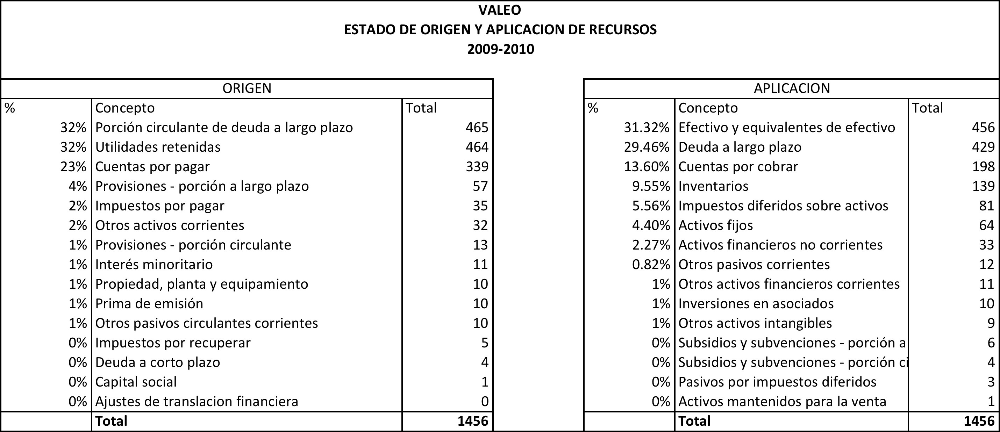 VALEO
ESTADO DE ORIGEN Y APLICACION DE RECURSOS
2009-2010
ORIGEN
% Concepto Total
32% Porción circulante de deuda a largo plazo 465
32% Utilidades retenidas 464
23% Cuentas por pagar 339
4% Provisiones - porción a largo plazo 57
2% Impuestos por pagar 35
2% Otros activos corrientes 32
1% Provisiones - porción circulante 13
1% Interés minoritario 11
1% Propiedad, planta y equipamiento 10
1% Prima de emisión 10
1% Otros pasivos circulantes corrientes 10
0% Impuestos por recuperar 5
0% Deuda a corto plazo 4
0% Capital social 1
0% Ajustes de translacion financiera 0
Total 1456
APLICACION
% Concepto Total
31.32% Efectivo y equivalentes de efectivo 456
29.46% Deuda a largo plazo 429
13.60% Cuentas por cobrar 198
9.55% Inventarios 139
5.56% Impuestos diferidos sobre activos 81
4.40% Activos fijos 64
2.27% Activos financieros no corrientes 33
0.82% Otros pasivos corrientes 12
1% Otros activos financieros corrientes 11
1% Inversiones en asociados 10
1% Otros activos intangibles 9
0% Subsidios y subvenciones - porción a 6
0% Subsidios y subvenciones - porción ci 4
0% Pasivos por impuestos diferidos 3
0% Activos mantenidos para la venta 1
Total 1456